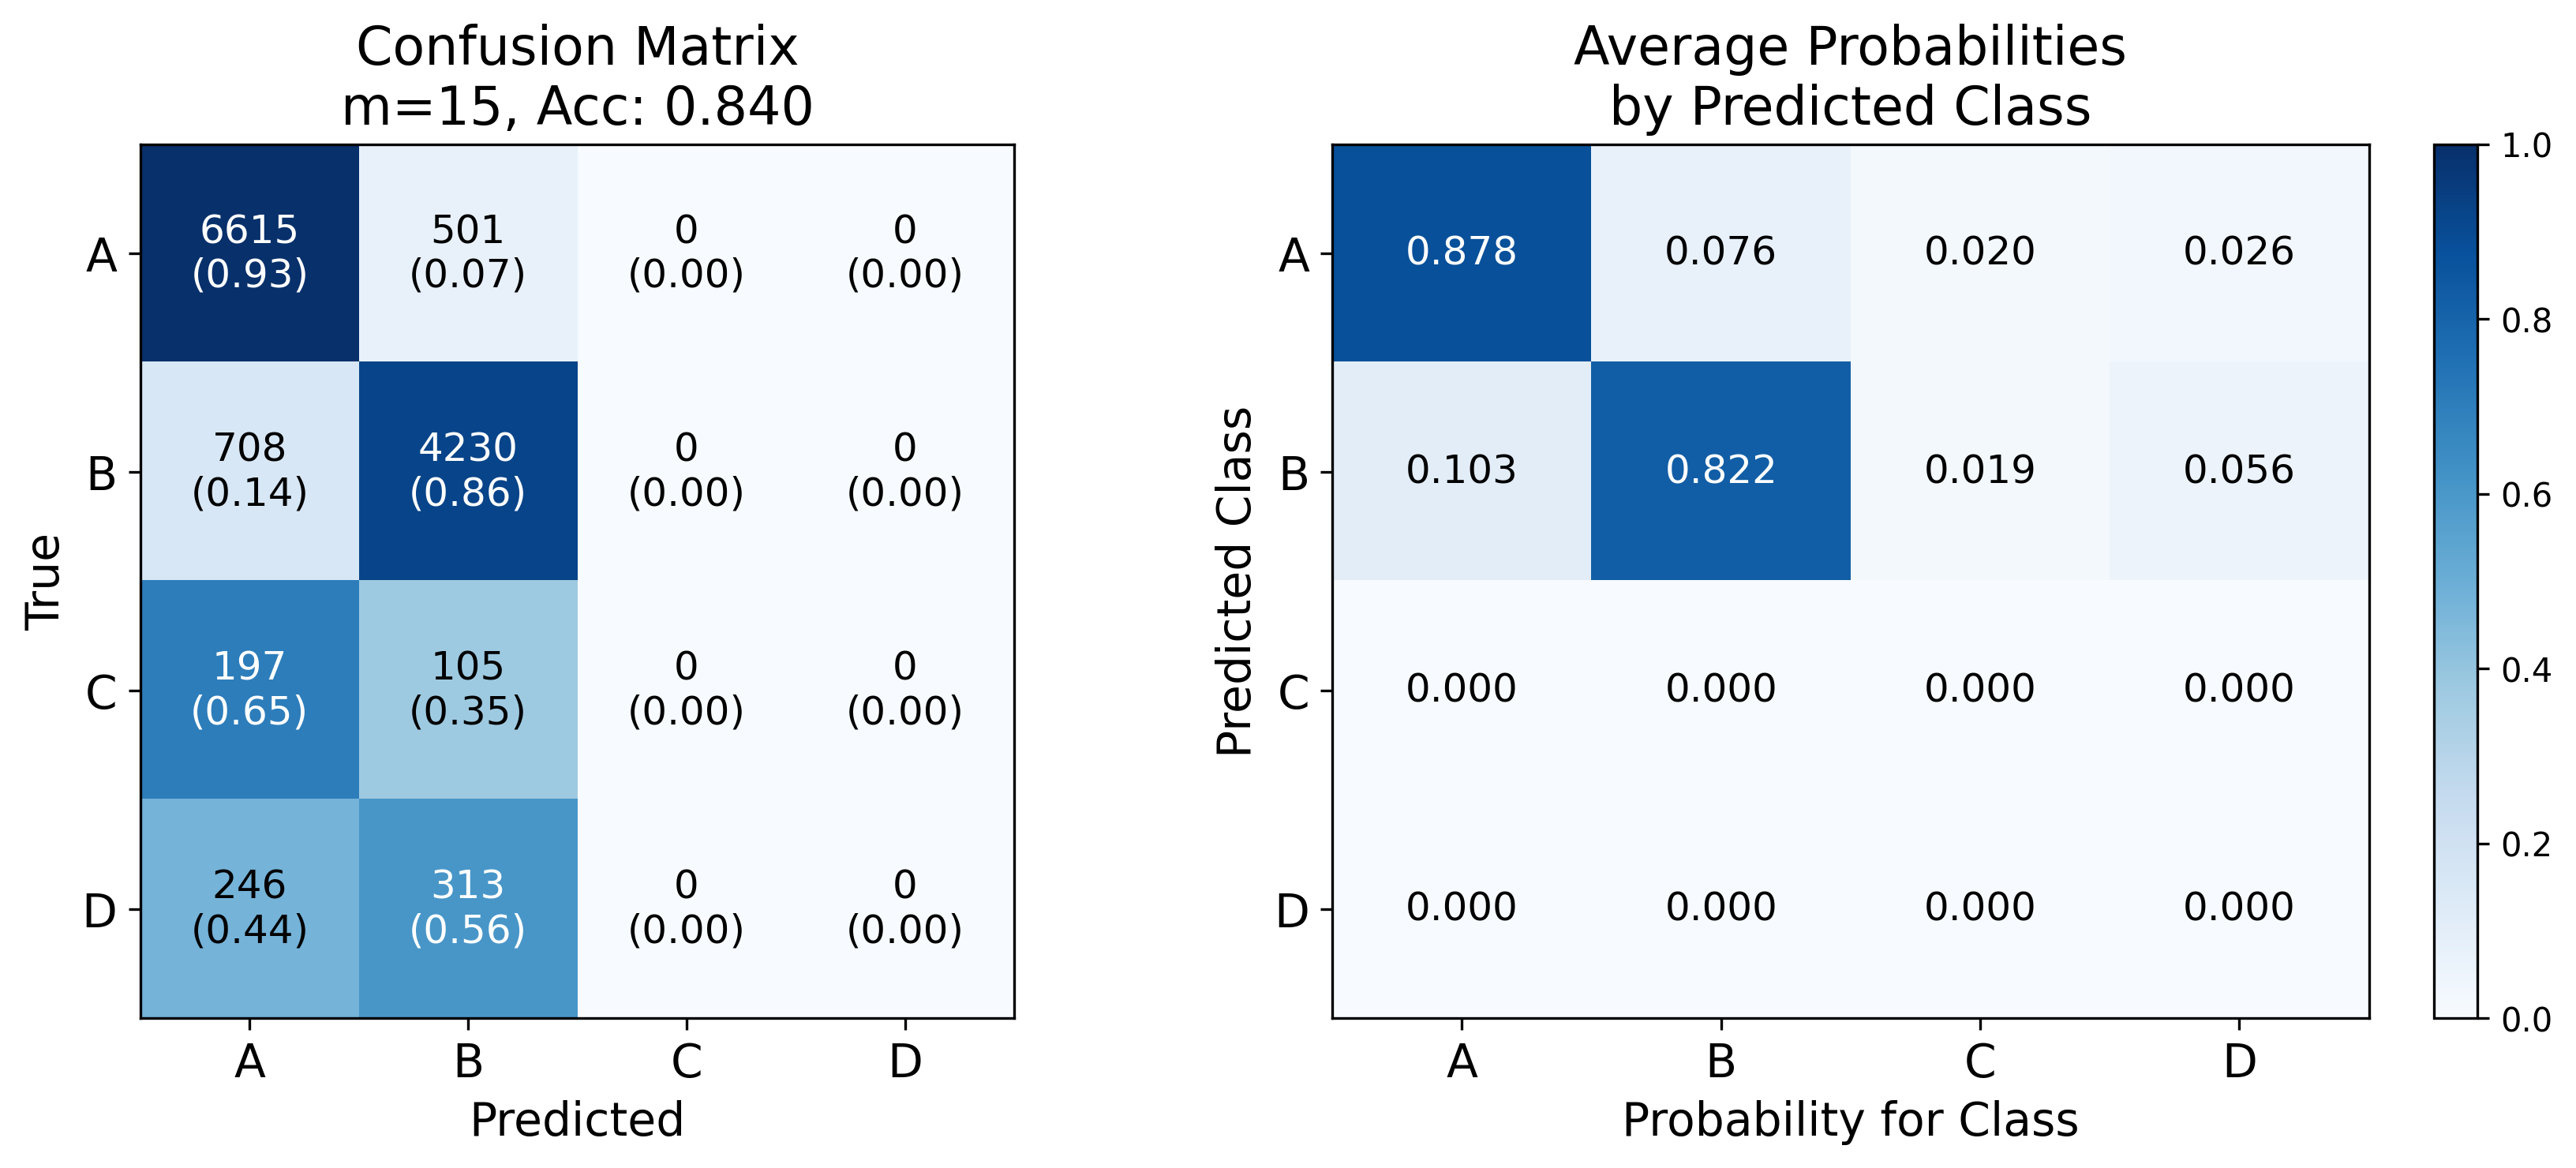 Confusion Matrix
m=15, Acc: 0.840
True
A
6615
(0.93)
501
(0.07)
0
(0.00)
0
(0.00)
B
708
(0.14)
4230
(0.86)
0
(0.00)
0
(0.00)
C
197
(0.65)
105
(0.35)
0
(0.00)
0
(0.00)
D
246
(0.44)
313
(0.56)
0
(0.00)
0
(0.00)
A B C D
Predicted
Average Probabilities
by Predicted Class
Predicted Class
A 0.878 0.076 0.020 0.026
B 0.103 0.822 0.019 0.056
C 0.000 0.000 0.000 0.000
D 0.000 0.000 0.000 0.000
A B C D
Probability for Class
1.0
0.8
0.6
0.4
0.2
0.0